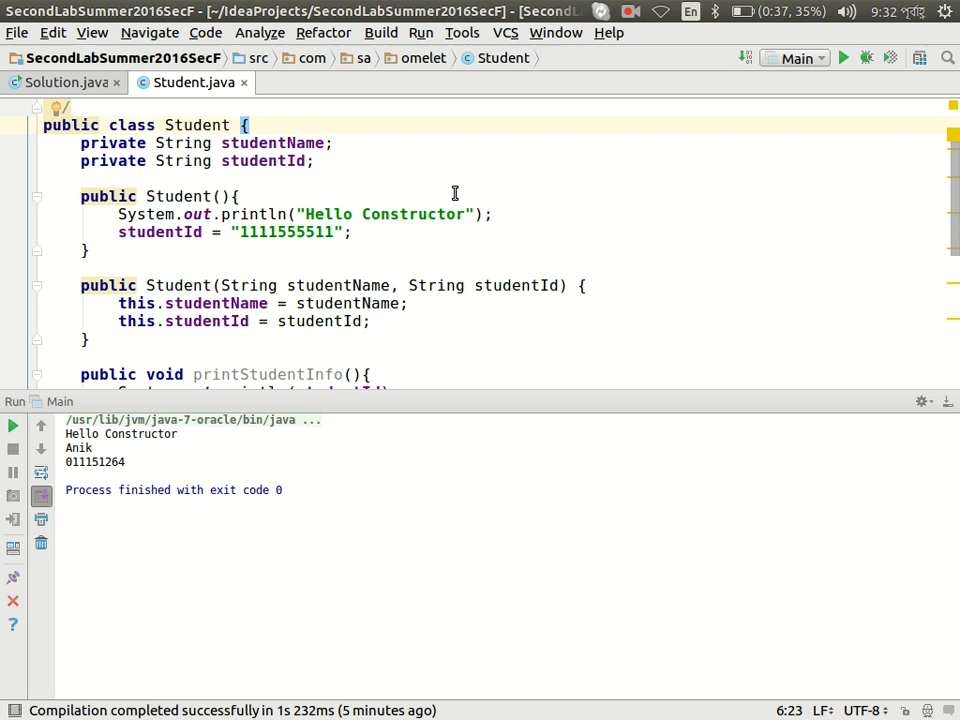 SecondLabSummer2016SecF - [~/IdeaProjects/SecondLabSummer2016SecF] - [SecondL
En
(0:37, 35%)
9:32 পূর্বাহ্ণ
File Edit View Navigate Code Analyze Refactor Build Run Tools VCS Window Help
SecondLabSummer2016SecF src com sa omelet Student
Main
Solution.java × Student.java ×
*/
public class Student {
private String studentName;
private String studentId;
public Student(){
System.out.println("Hello Constructor");
studentId = "1111555511";
}
public Student(String studentName, String studentId) {
this.studentName = studentName;
this.studentId = studentId;
}
public void printStudentInfo(){
Run Main
/usr/lib/jvm/java-7-oracle/bin/java ...
Hello Constructor
Anik
011151264
Process finished with exit code 0
Compilation completed successfully in 1s 232ms (5 minutes ago)
6:23 LF÷ UTF-8÷